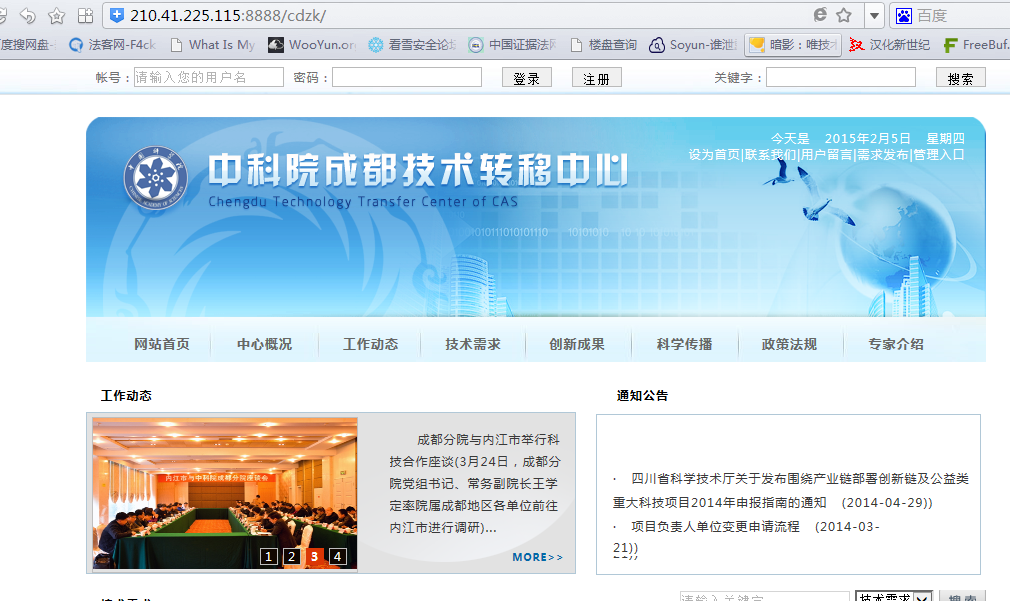 210.41.225.115:8888/cdzk/
百度
度搜网盘-
法客网-F4ck
What Is My
WooYun.or
看雪安全论坛
中国证据法网
楼盘查询
Soyun-谁泄
暗影：唯技
汉化新世纪
FreeBuf.
帐号：
请输入您的用户名
密码：
登录
注册
关键字：
搜索
中科院成都技术转移中心
Chengdu Technology Transfer Center of CAS
今天是 2015年2月5日 星期四
设为首页|联系我们|用户留言|需求发布|管理入口
网站首页
中心概况
工作动态
技术需求
创新成果
科学传播
政策法规
专家介绍
工作动态
内江市与中科院成都分院座谈会
1 2 3 4
成都分院与内江市举行科
技合作座谈(3月24日，成都分
院党组书记、常务副院长王学
定率院属成都地区各单位前往
内江市进行调研)...
MORE>>
通知公告
· 四川省科学技术厅关于发布围绕产业链部署创新链及公益类
重大科技项目2014年申报指南的通知 (2014-04-29))
· 项目负责人单位变更申请流程 (2014-03-
21))
技术需求
请输入关键字
技术需求
搜索